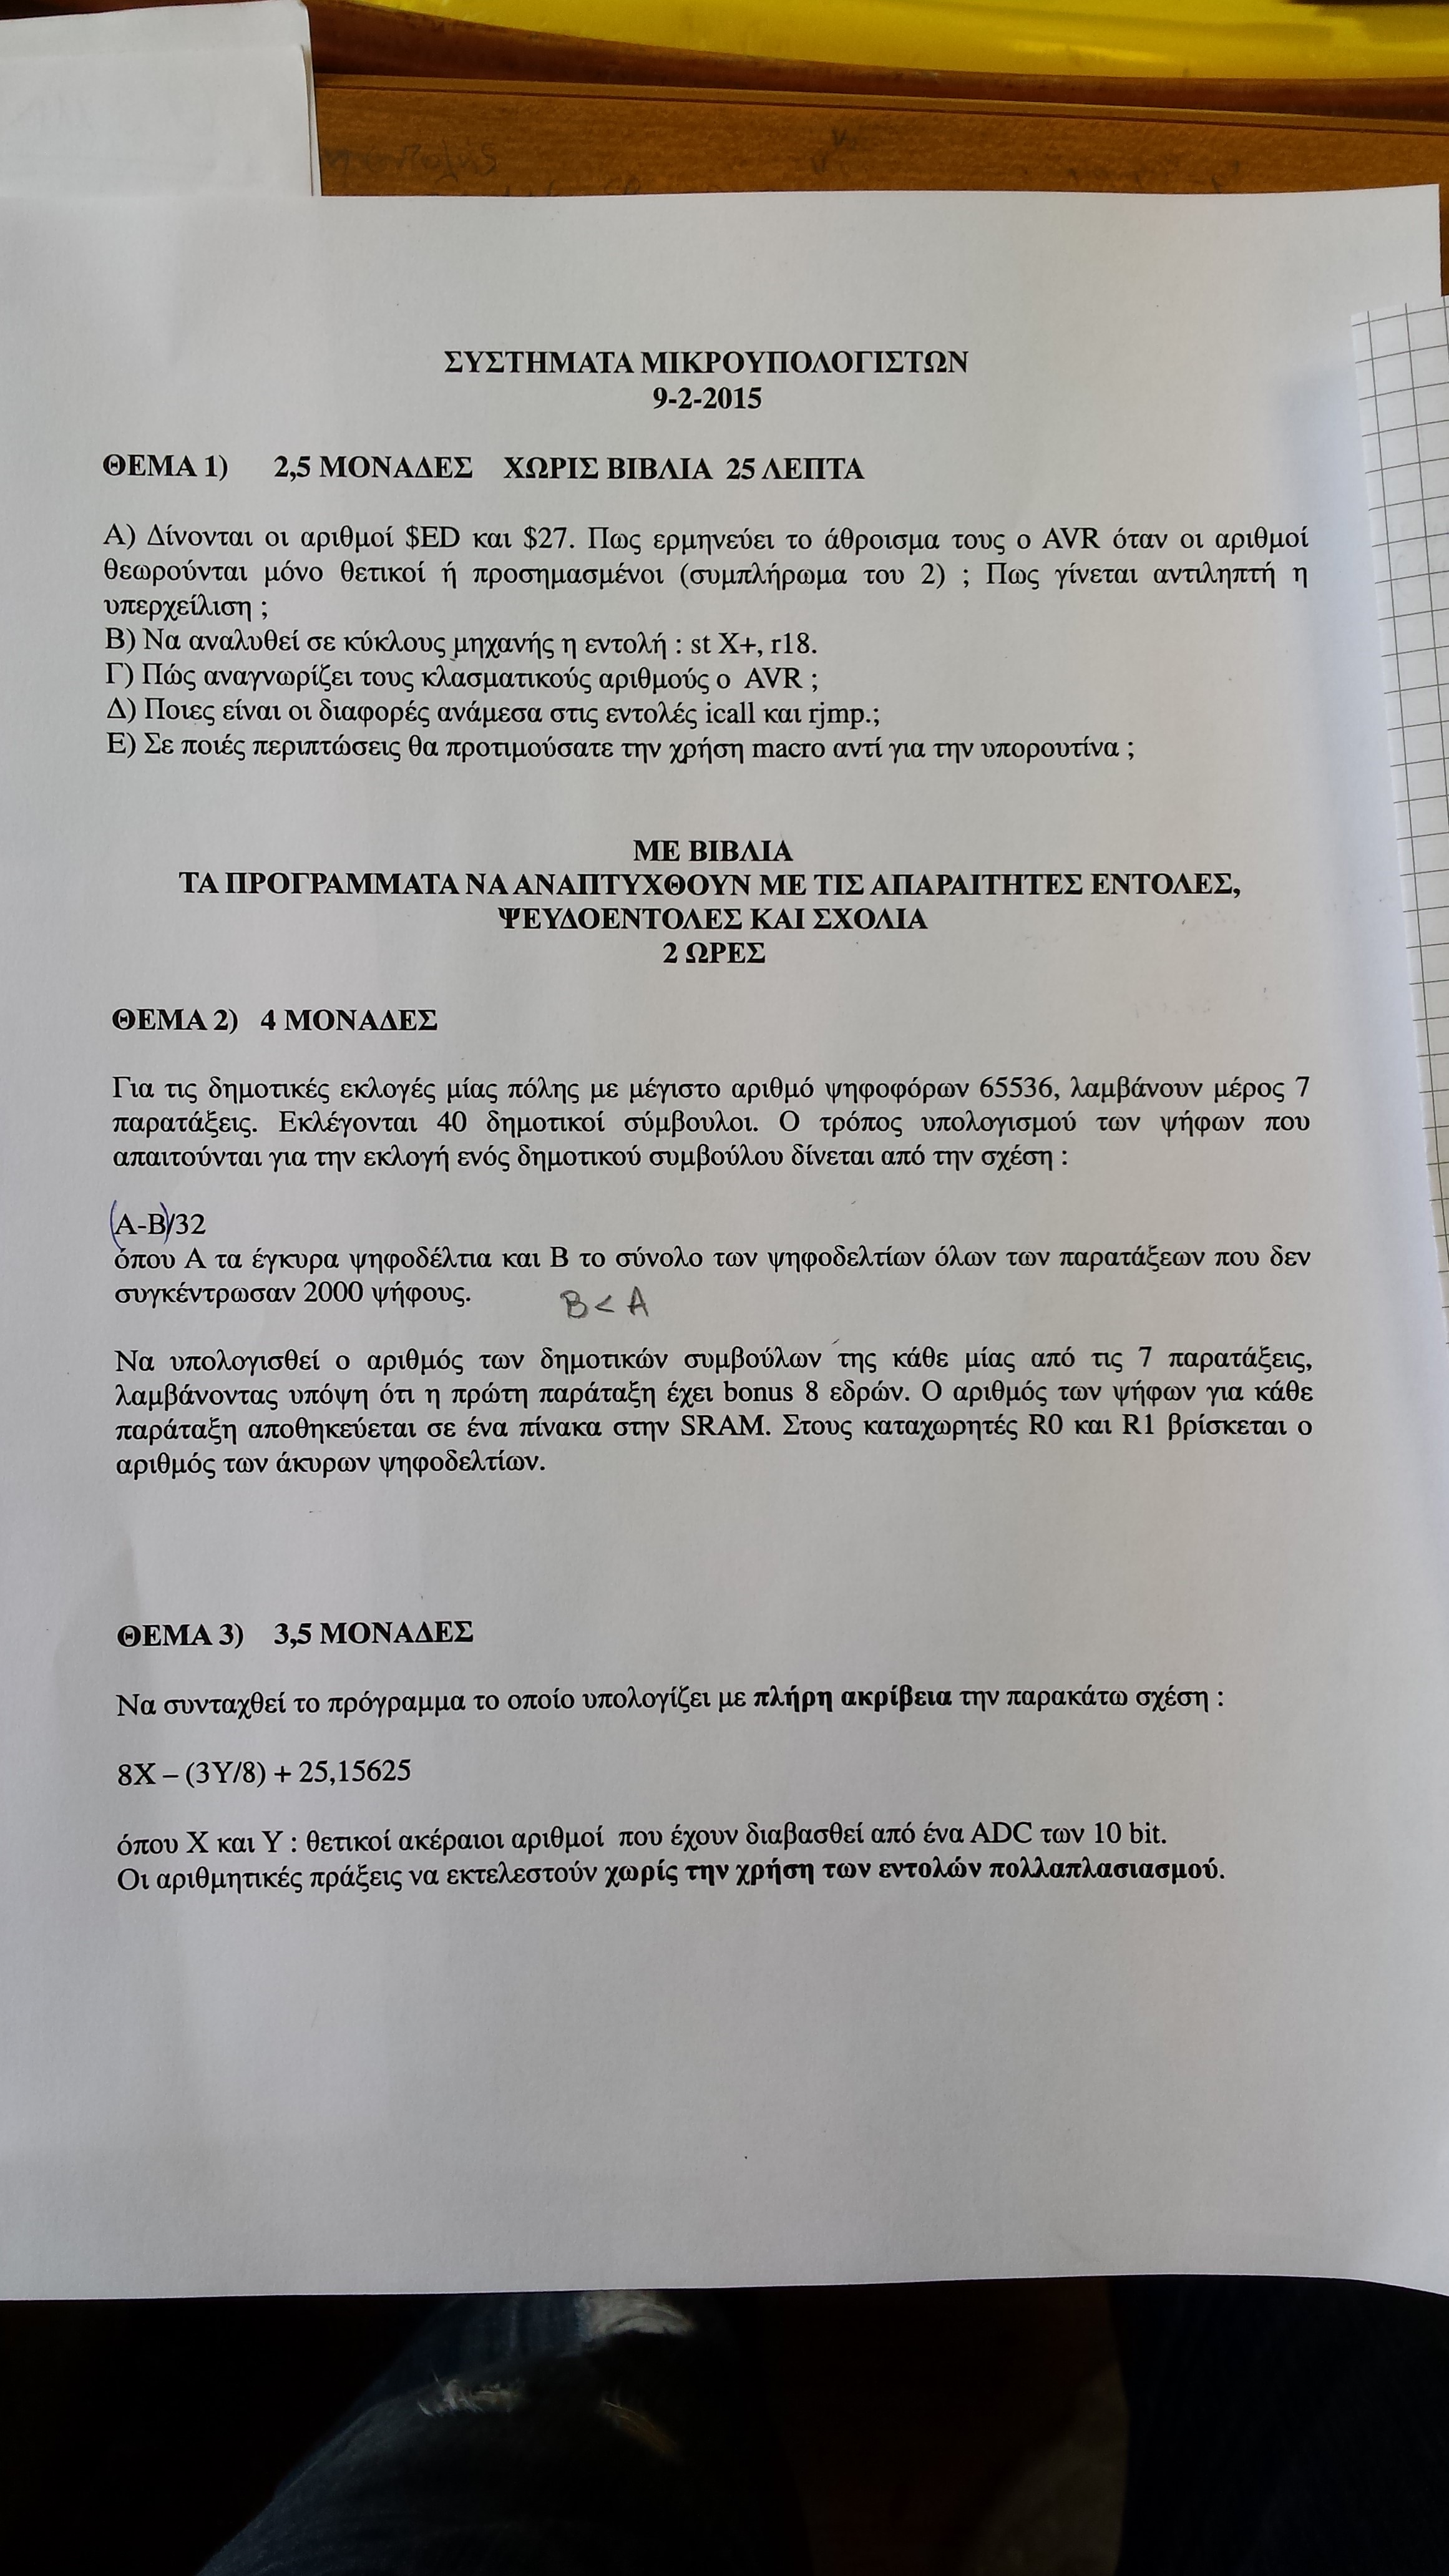 ΣΥΣΤΗΜΑΤΑ ΜΙΚΡΟΥΠΟΛΟΓΙΣΤΩΝ
9-2-2015
ΘΕΜΑ 1) 2,5 ΜΟΝΑΔΕΣ ΧΩΡΙΣ ΒΙΒΛΙΑ 25 ΛΕΠΤΑ
Α) Δίνονται οι αριθμοί $ED και $27. Πως ερμηνεύει το άθροισμα τους ο AVR όταν οι αριθμοί
θεωρούνται μόνο θετικοί ή προσημασμένοι (συμπλήρωμα του 2) ; Πως γίνεται αντιληπτή η
υπερχείλιση ;
Β) Να αναλυθεί σε κύκλους μηχανής η εντολή : st X+, r18.
Γ) Πώς αναγνωρίζει τους κλασματικούς αριθμούς ο AVR ;
Δ) Ποιες είναι οι διαφορές ανάμεσα στις εντολές icall και rjmp.;
Ε) Σε ποιές περιπτώσεις θα προτιμούσατε την χρήση macro αντί για την υπορουτίνα ;
ΜΕ ΒΙΒΛΙΑ
ΤΑ ΠΡΟΓΡΑΜΜΑΤΑ ΝΑ ΑΝΑΠΤΥΧΘΟΥΝ ΜΕ ΤΙΣ ΑΠΑΡΑΙΤΗΤΕΣ ΕΝΤΟΛΕΣ,
ΨΕΥΔΟΕΝΤΟΛΕΣ ΚΑΙ ΣΧΟΛΙΑ
2 ΩΡΕΣ
ΘΕΜΑ 2) 4 ΜΟΝΑΔΕΣ
Για τις δημοτικές εκλογές μίας πόλης με μέγιστο αριθμό ψηφοφόρων 65536, λαμβάνουν μέρος 7
παρατάξεις. Εκλέγονται 40 δημοτικοί σύμβουλοι. Ο τρόπος υπολογισμού των ψήφων που
απαιτούνται για την εκλογή ενός δημοτικού συμβούλου δίνεται από την σχέση :
(Α-Β)/32
όπου Α τα έγκυρα ψηφοδέλτια και Β το σύνολο των ψηφοδελτίων όλων των παρατάξεων που δεν
συγκέντρωσαν 2000 ψήφους. B < A
Να υπολογισθεί ο αριθμός των δημοτικών συμβούλων της κάθε μίας από τις 7 παρατάξεις,
λαμβάνοντας υπόψη ότι η πρώτη παράταξη έχει bonus 8 εδρών. Ο αριθμός των ψήφων για κάθε
παράταξη αποθηκεύεται σε ένα πίνακα στην SRAM. Στους καταχωρητές R0 και R1 βρίσκεται ο
αριθμός των άκυρων ψηφοδελτίων.
ΘΕΜΑ 3) 3,5 ΜΟΝΑΔΕΣ
Να συνταχθεί το πρόγραμμα το οποίο υπολογίζει με πλήρη ακρίβεια την παρακάτω σχέση :
8X – (3Y/8) + 25,15625
όπου X και Y : θετικοί ακέραιοι αριθμοί που έχουν διαβασθεί από ένα ADC των 10 bit.
Οι αριθμητικές πράξεις να εκτελεστούν χωρίς την χρήση των εντολών πολλαπλασιασμού.